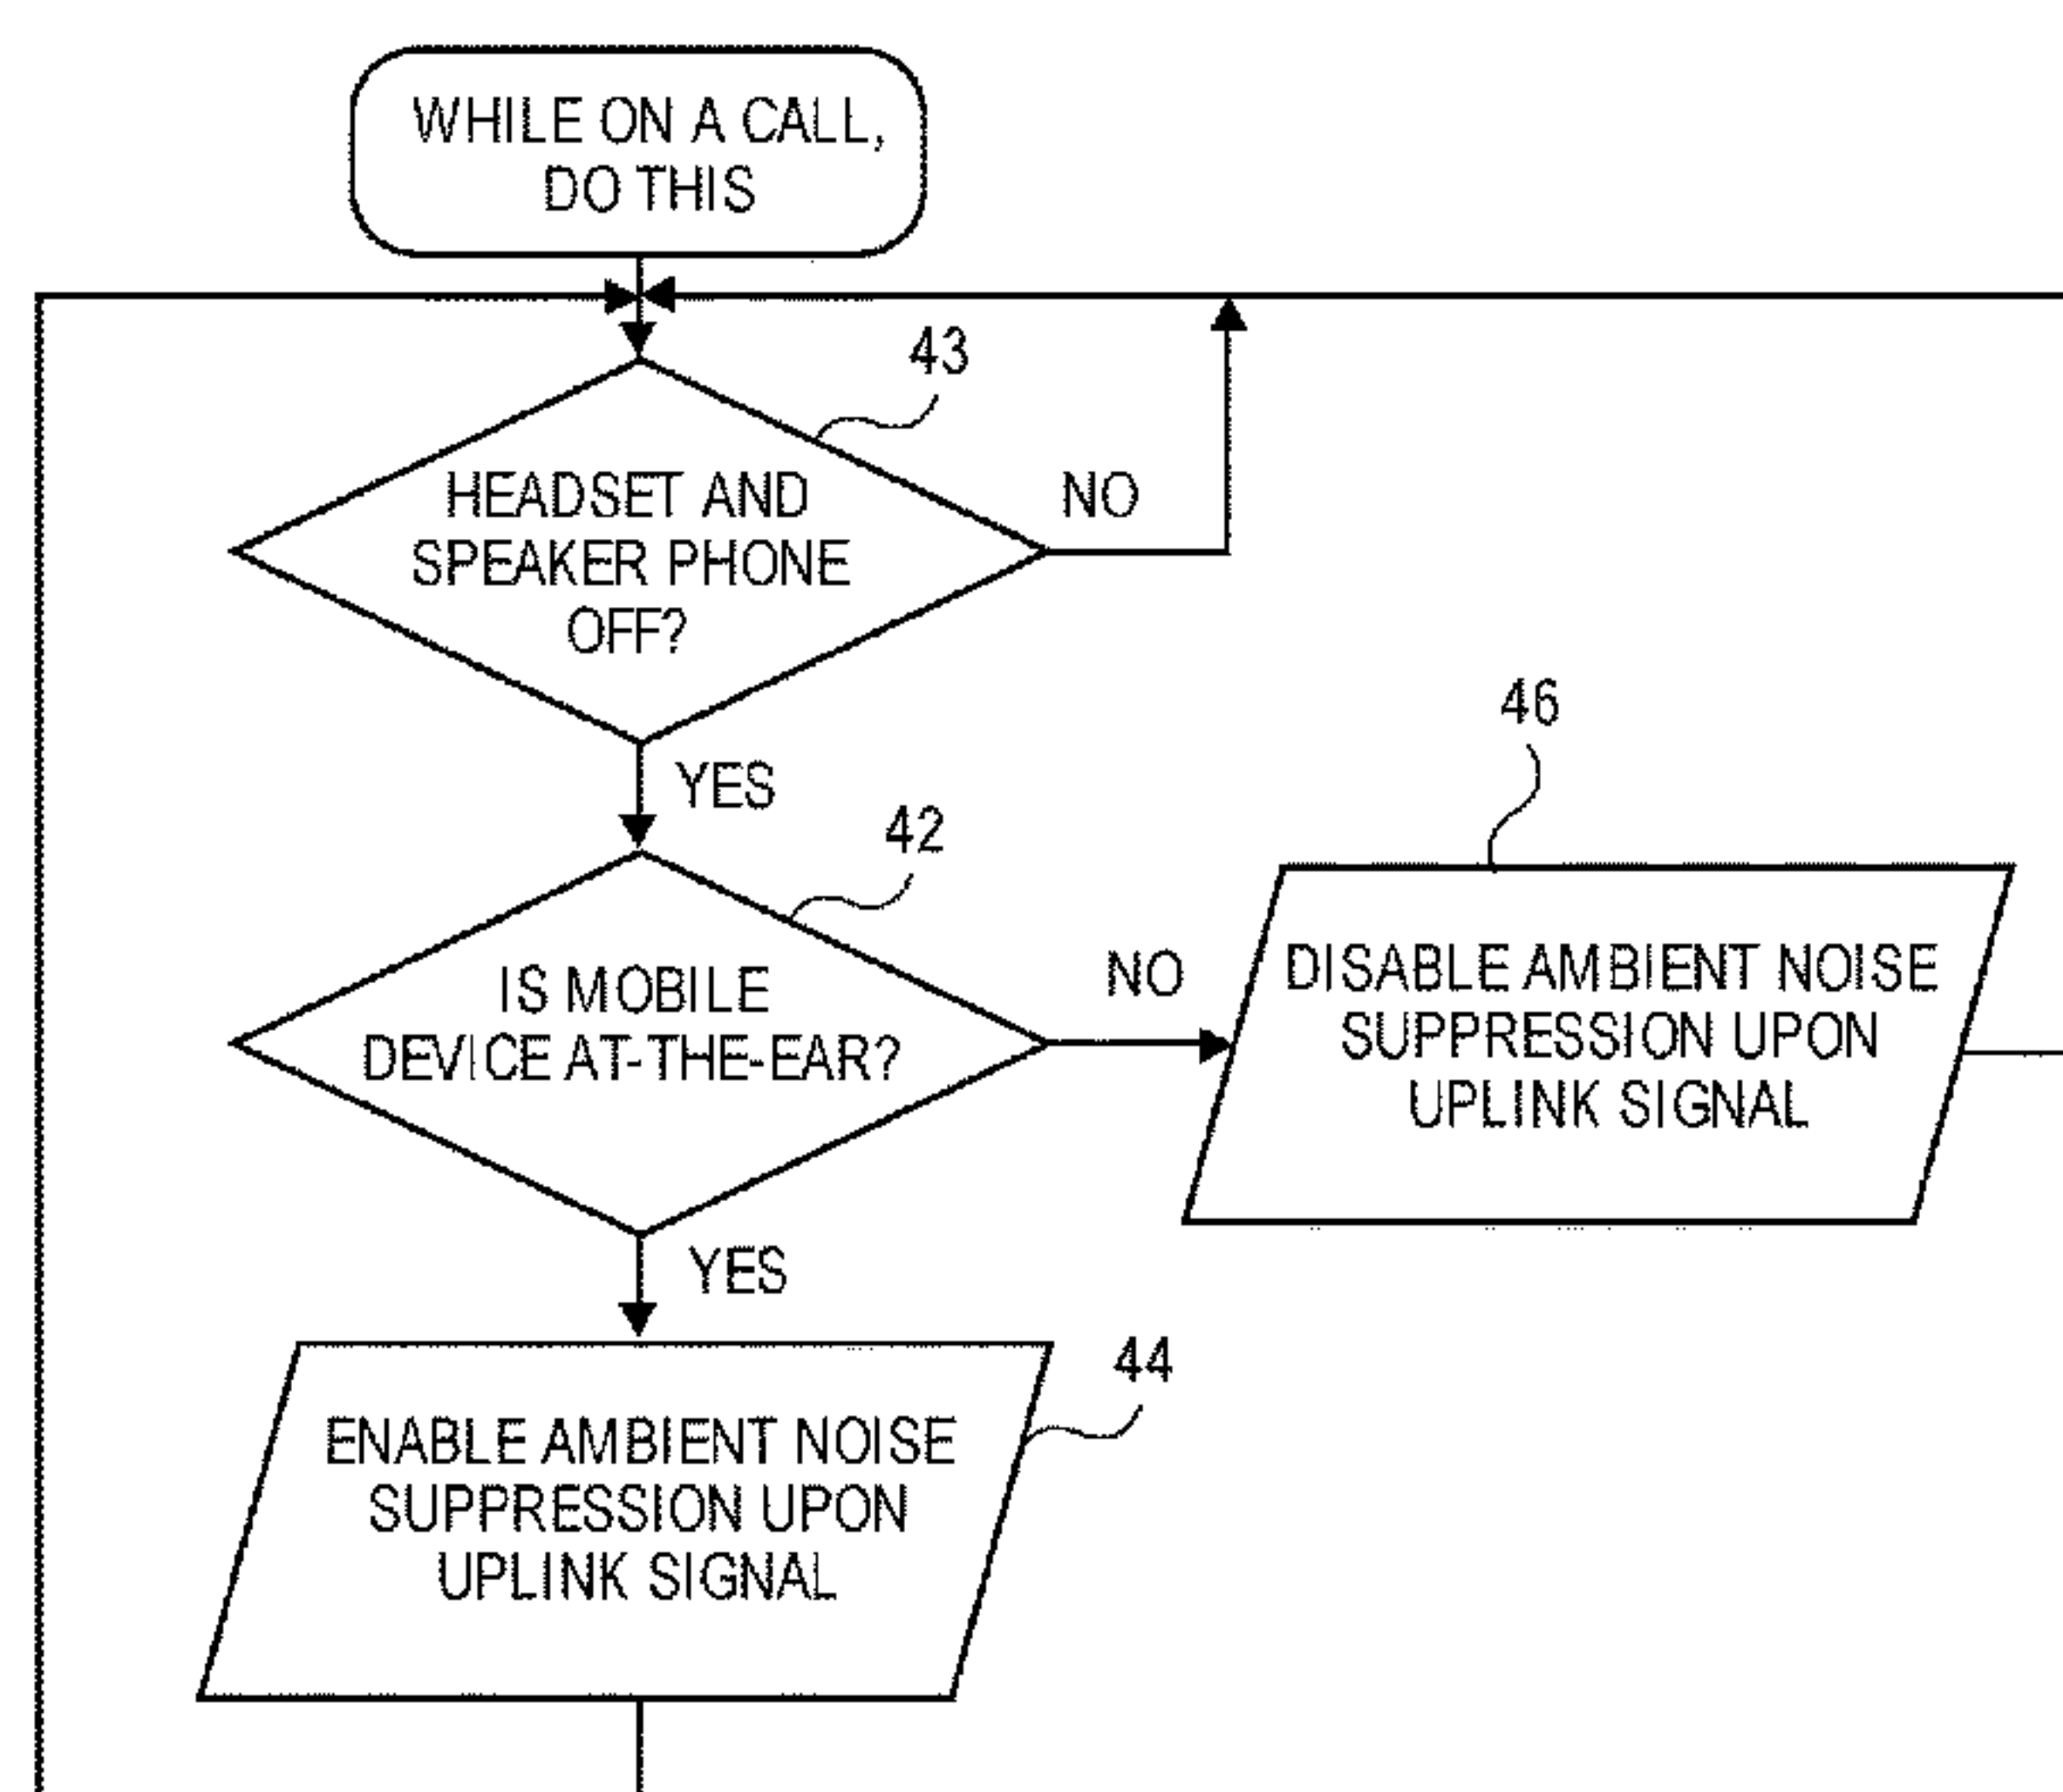 WHILE ON A CALL,
DO THIS
43
HEADSET AND
SPEAKER PHONE
OFF?
NO
YES
42
IS MOBILE
DEVICE AT-THE-EAR?
NO
46
DISABLE AMBIENT NOISE
SUPPRESSION UPON
UPLINK SIGNAL
YES
44
ENABLE AMBIENT NOISE
SUPPRESSION UPON
UPLINK SIGNAL